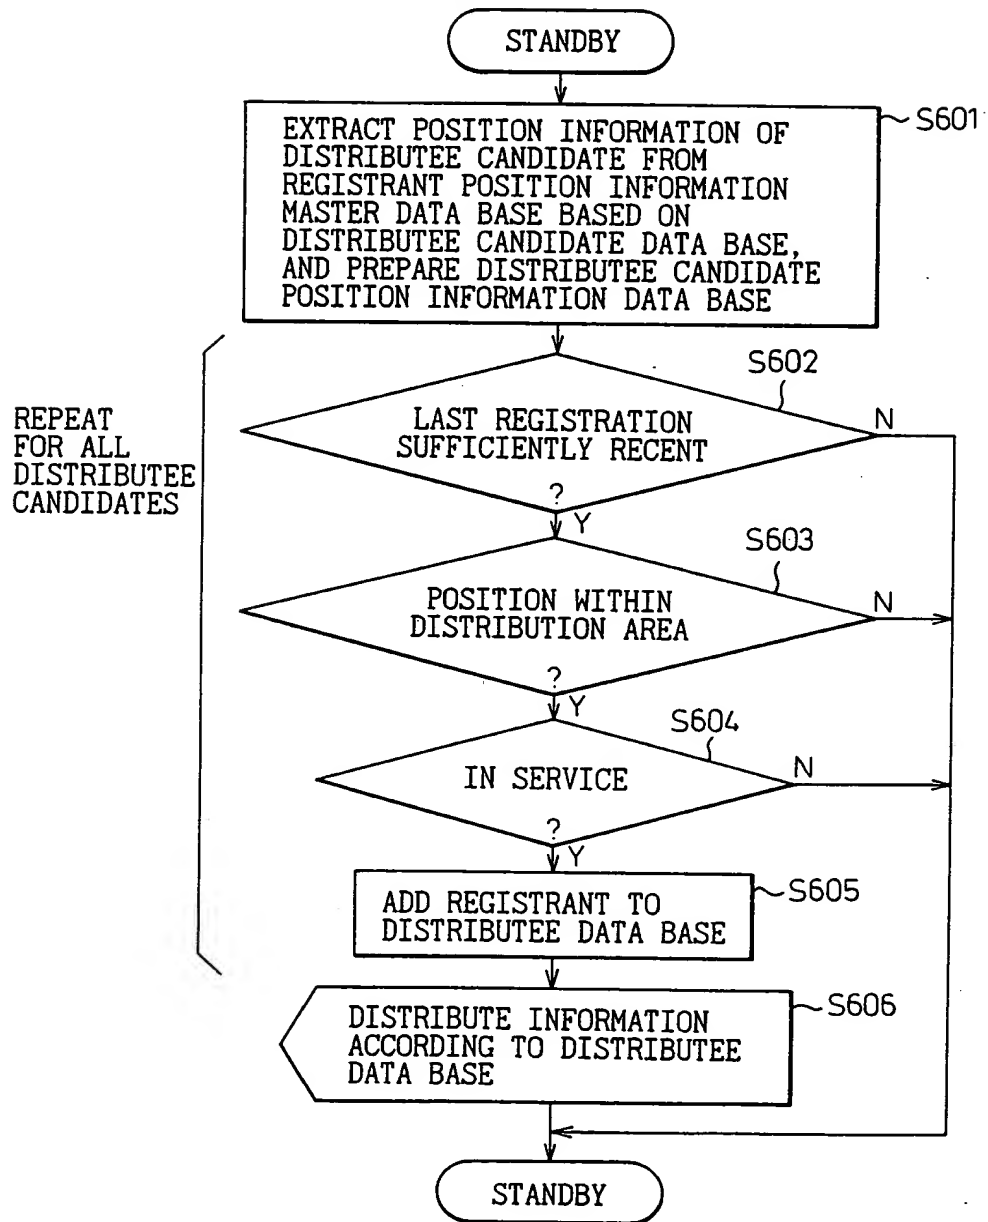 STANDBY
EXTRACT POSITION INFORMATION OF
DISTRIBUTEE CANDIDATE FROM
REGISTRANT POSITION INFORMATION
MASTER DATA BASE BASED ON
DISTRIBUTEE CANDIDATE DATA BASE,
AND PREPARE DISTRIBUTEE CANDIDATE
POSITION INFORMATION DATA BASE
S601
REPEAT
FOR ALL
DISTRIBUTEE
CANDIDATES
S602
LAST REGISTRATION
SUFFICIENTLY RECENT
?
N
Y
S603
POSITION WITHIN
DISTRIBUTION AREA
?
N
Y
S604
IN SERVICE
?
N
Y
ADD REGISTRANT TO
DISTRIBUTEE DATA BASE
S605
DISTRIBUTE INFORMATION
ACCORDING TO DISTRIBUTEE
DATA BASE
S606
STANDBY